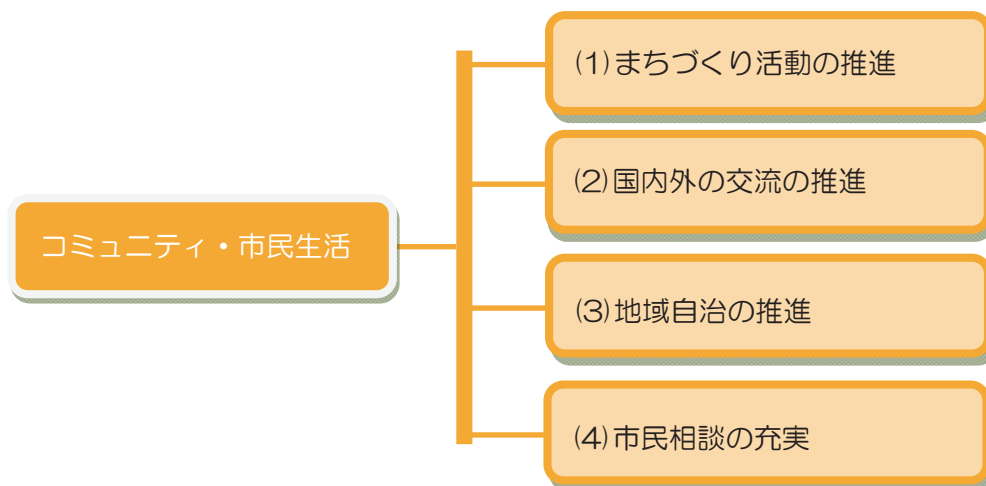 コミュニティ・市民生活
(1)まちづくり活動の推進
(2)国内外の交流の推進
(3)地域自治の推進
(4)市民相談の充実